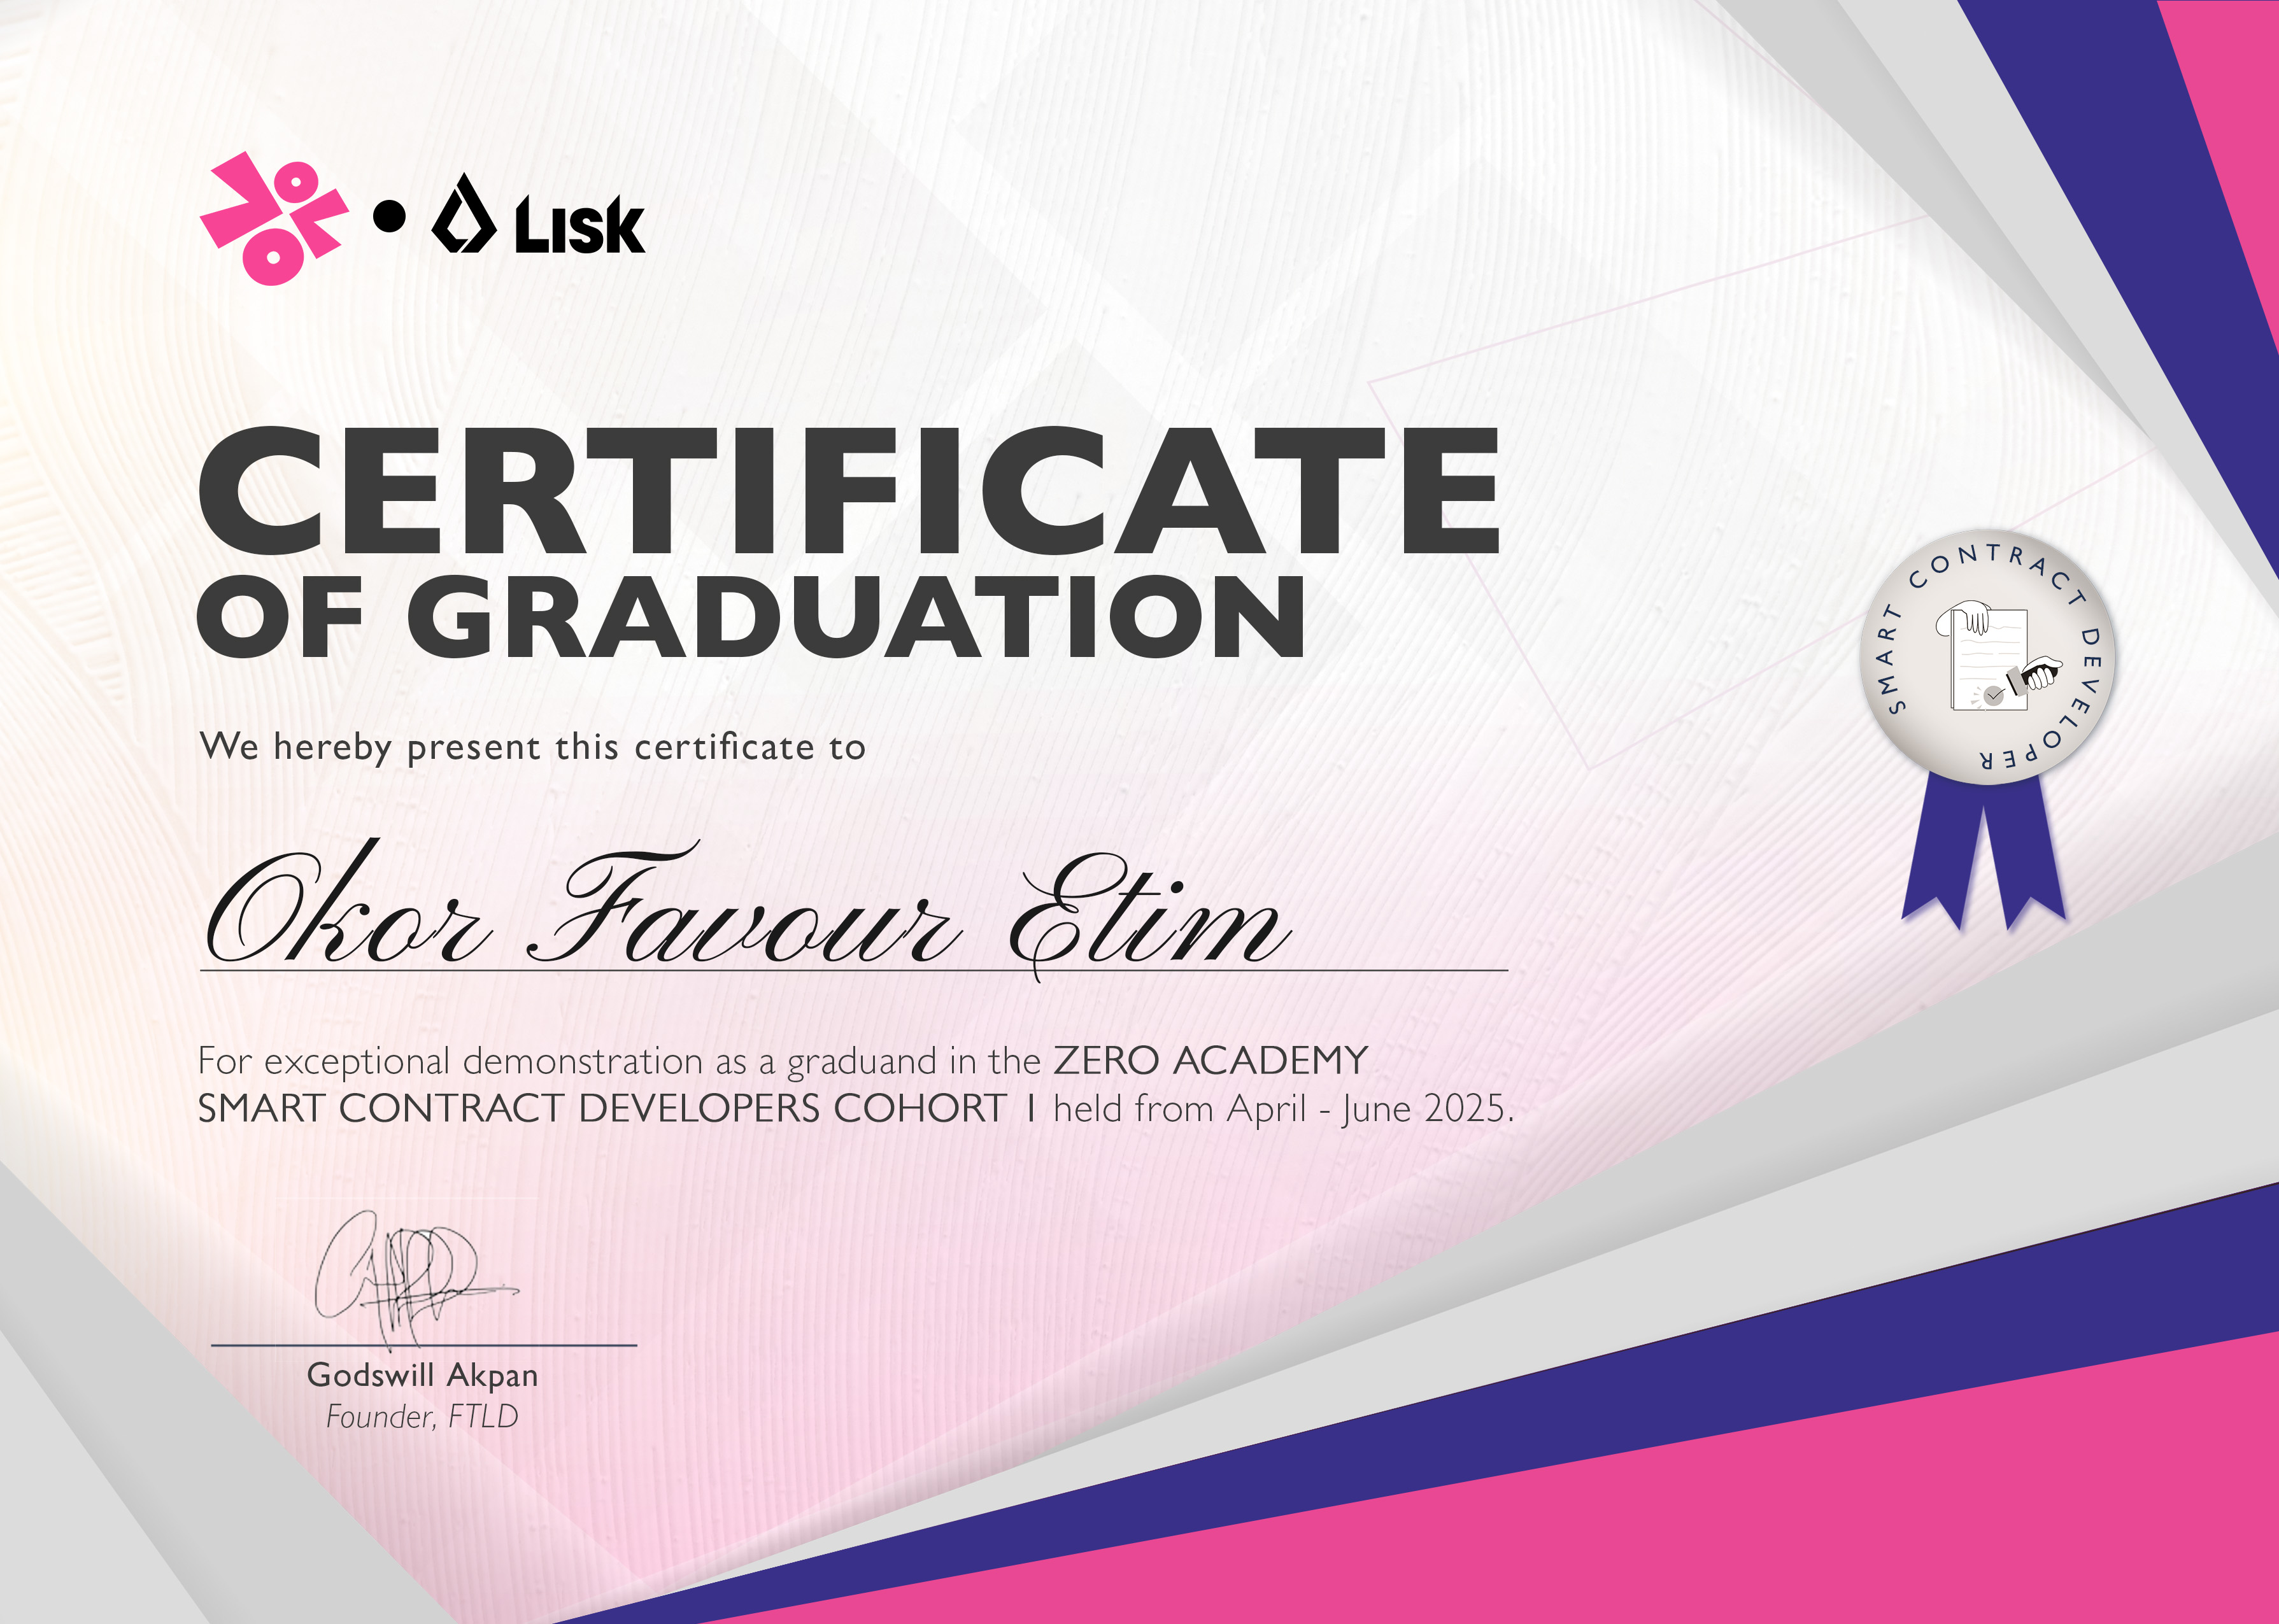 Lisk
CERTIFICATE
OF GRADUATION
We hereby present this certificate to
Okor Favour Etim
For exceptional demonstration as a graduand in the ZERO ACADEMY
SMART CONTRACT DEVELOPERS COHORT 1 held from April - June 2025.
Godswill Akpan
Founder, FTLD
SMART CONTRACT DEVELOPER